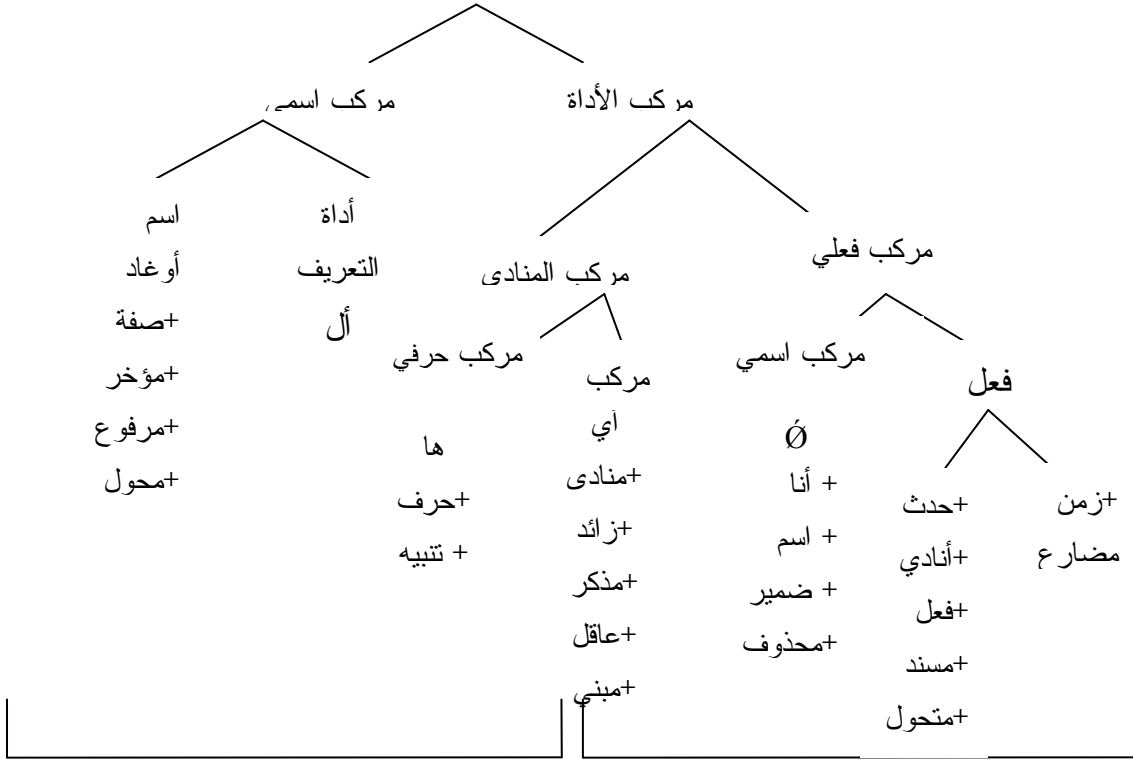 مركب الأداة
مركب اسمي
مركب فعلي
مركب المنادى
أداة
التعريف
أل
اسم
أوغاد
+صفة
+مؤخر
+مرفوع
+محول
فعل
مركب اسمي
مركب
أي
+منادى
+زائد
+مذكر
+عاقل
+مبني
مركب حرفي
ها
+حرف
+ تنبيه
Ǿ
+ أنا
+ اسم
+ ضمير
+محذوف
+زمن
مضارع
+حدث
+أنادي
+فعل
+مسند
+متحول